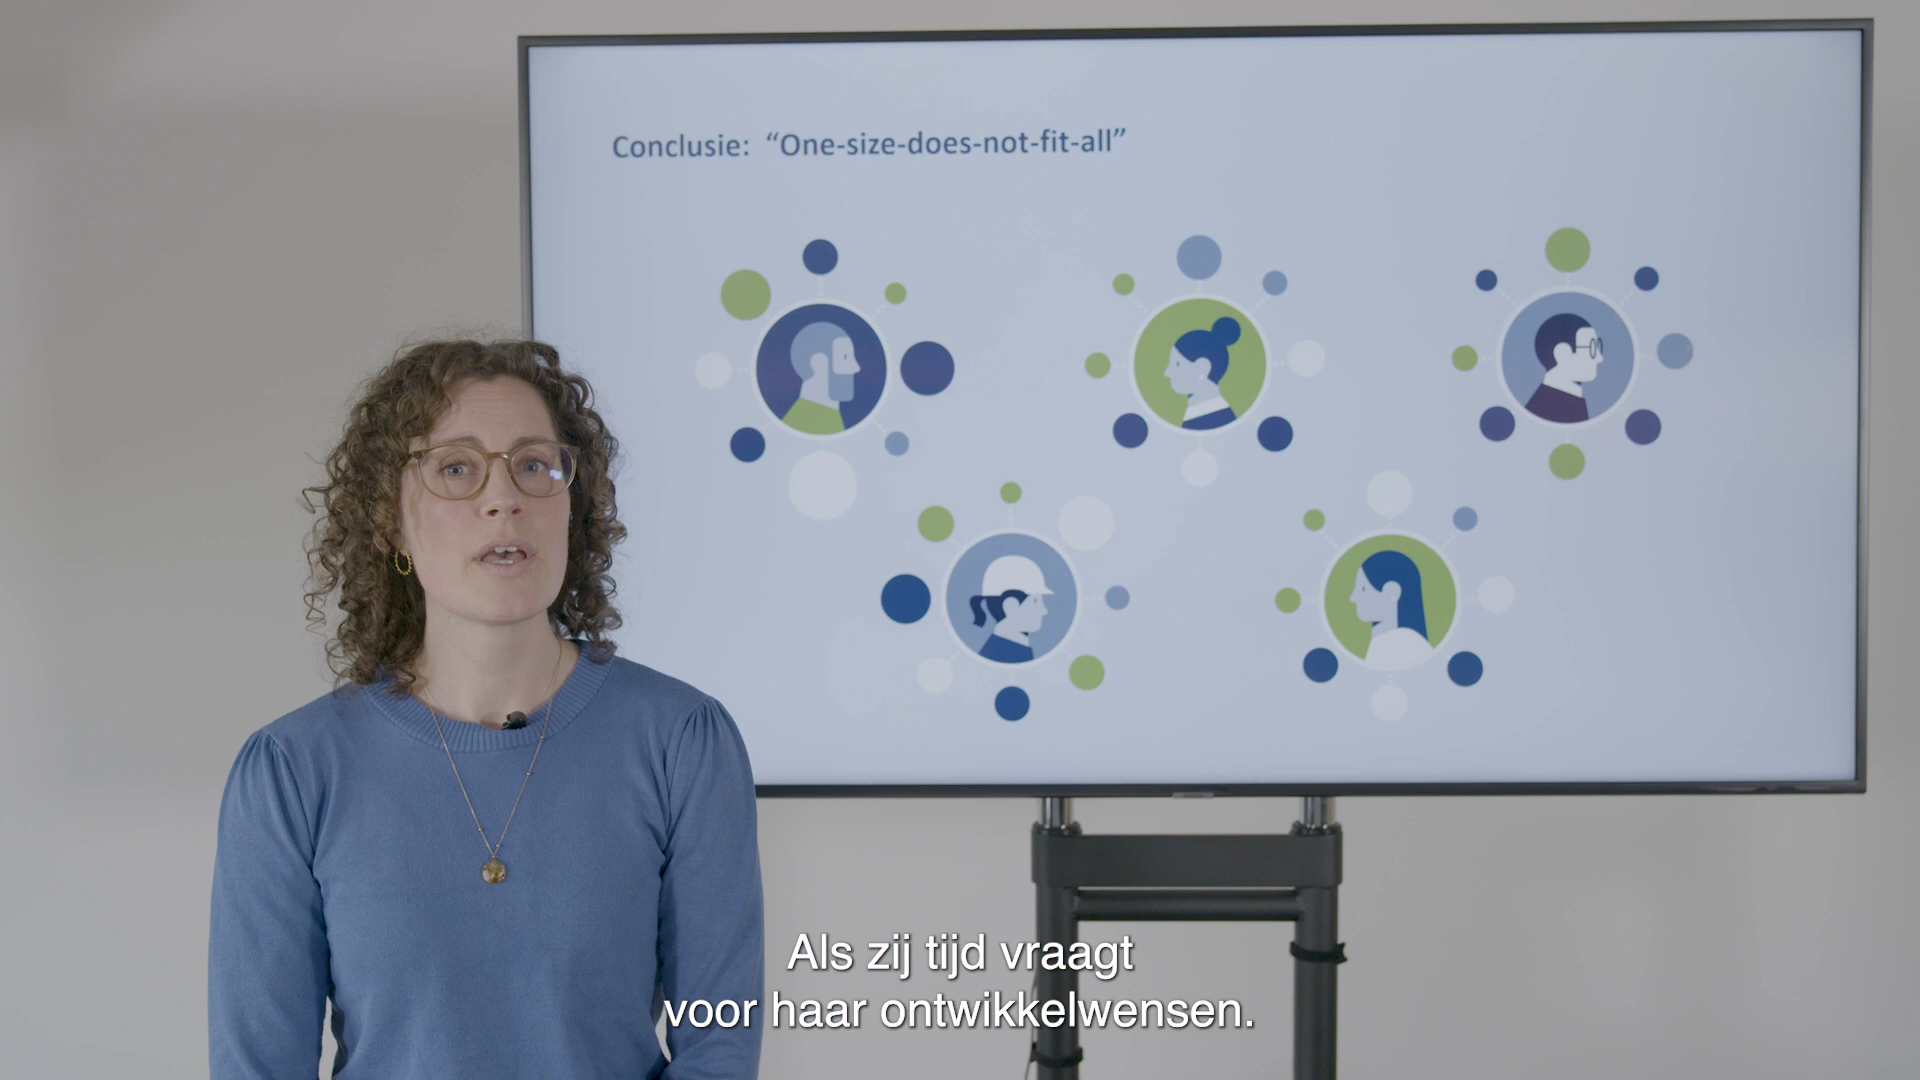 Conclusie: “One-size-does-not-fit-all”
Als zij tijd vraagt
voor haar ontwikkelwensen.